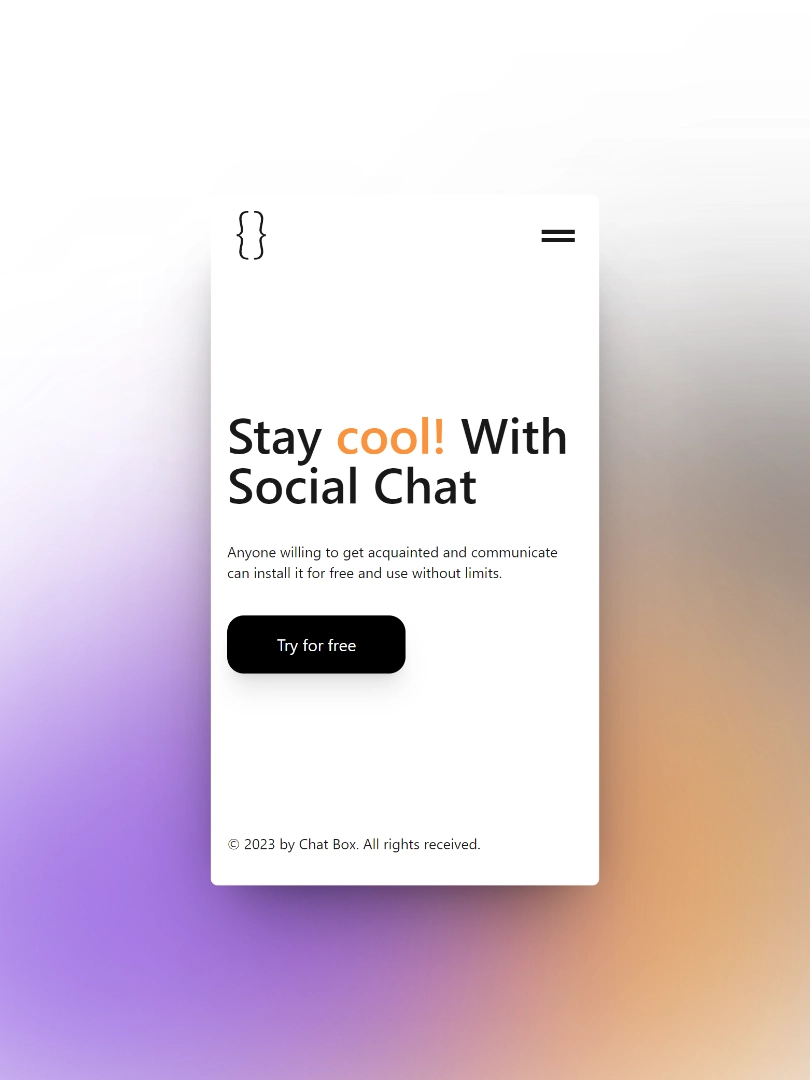 {}
Stay cool! With
Social Chat
Anyone willing to get acquainted and communicate
can install it for free and use without limits.
Try for free
© 2023 by Chat Box. All rights received.